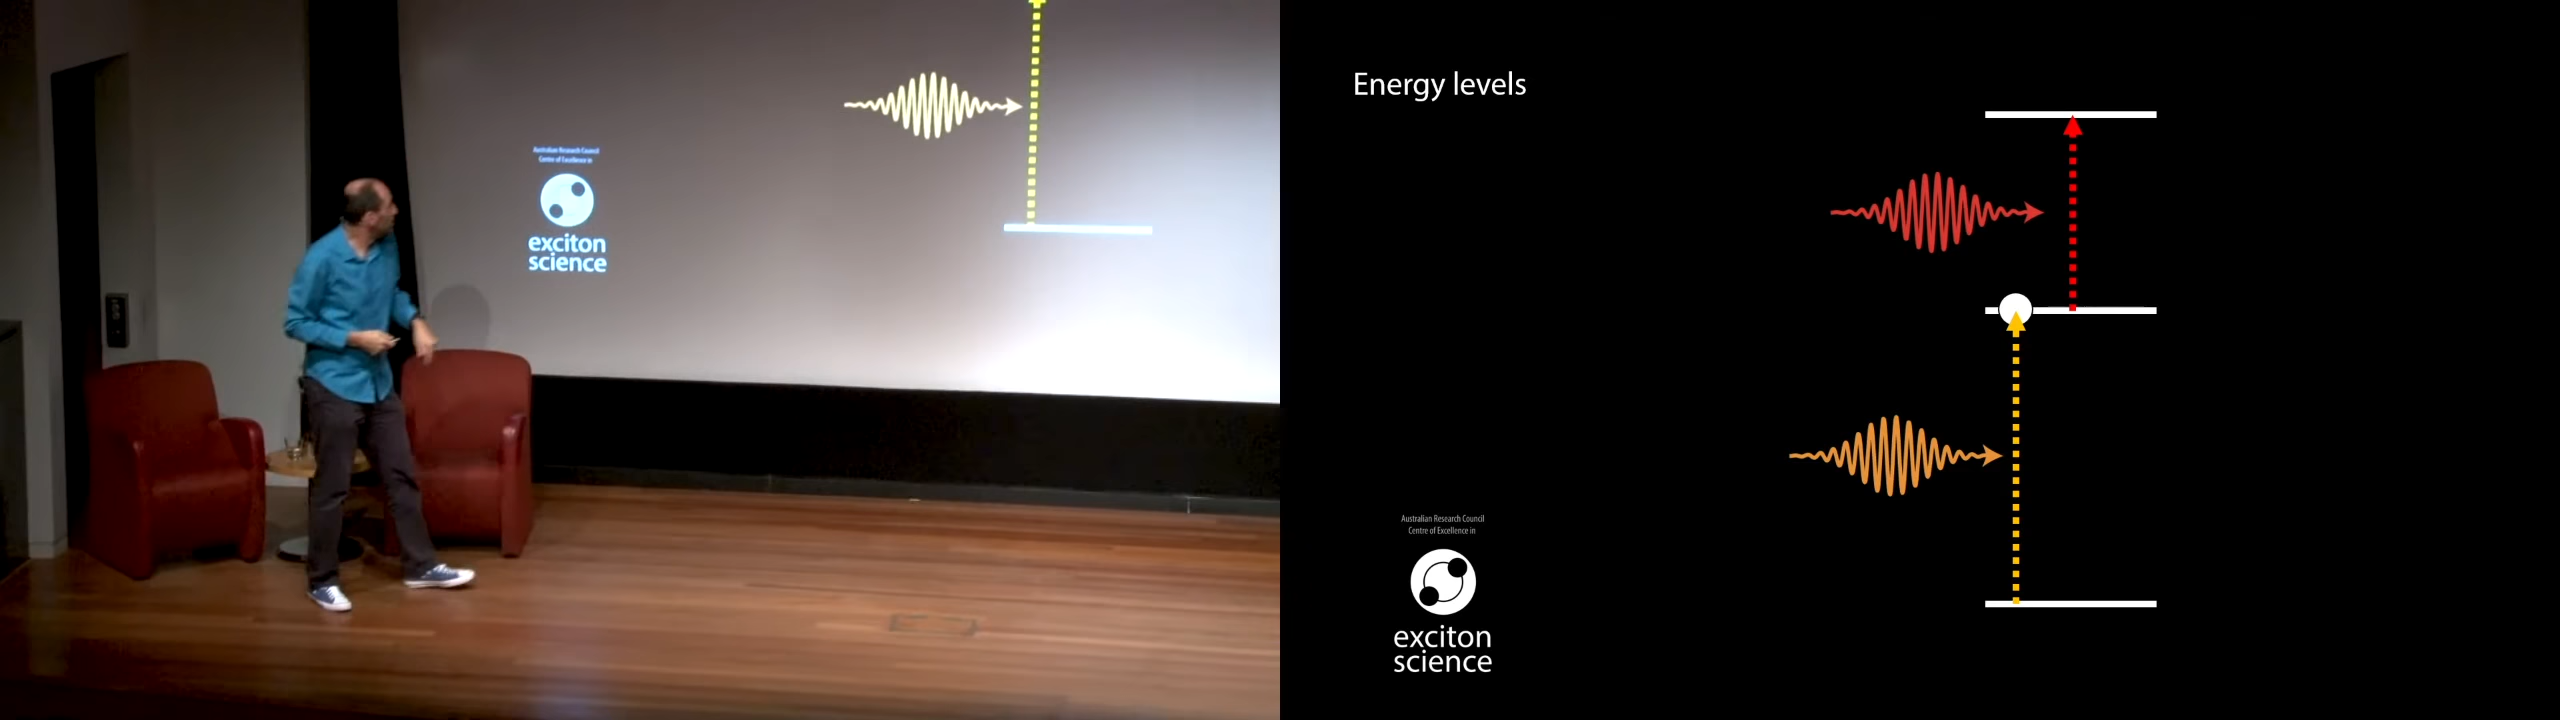 Australian Research Council
Centre of Excellence in
exciton
science
Energy levels
Australian Research Council
Centre of Excellence in
exciton
science